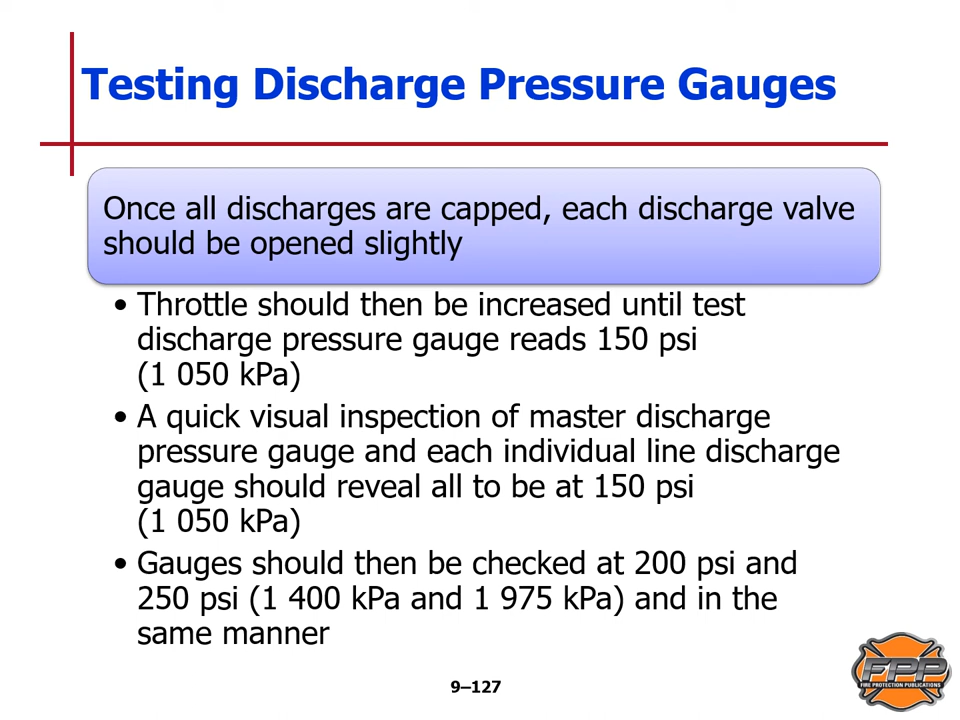 Testing Discharge Pressure Gauges
Once all discharges are capped, each discharge valve
should be opened slightly
• Throttle should then be increased until test
discharge pressure gauge reads 150 psi
(1 050 kPa)
• A quick visual inspection of master discharge
pressure gauge and each individual line discharge
gauge should reveal all to be at 150 psi
(1 050 kPa)
• Gauges should then be checked at 200 psi and
250 psi (1 400 kPa and 1 975 kPa) and in the
same manner
9–127
FPP
FIRE PROTECTION PUBLICATIONS